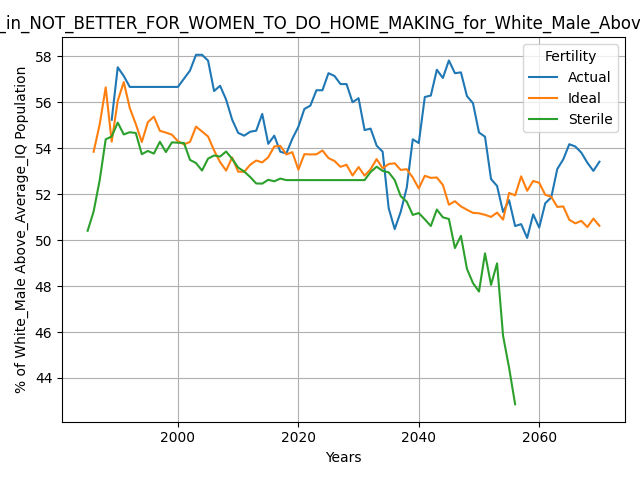 _in_NOT_BETTER_FOR_WOMEN_TO_DO_HOME_MAKING_for_White_Male_Abov
% of White_Male Above_Average_IQ Population
58
56
54
52
50
48
46
44
Fertility
Actual
Ideal
Sterile
2000 2020 2040 2060
Years